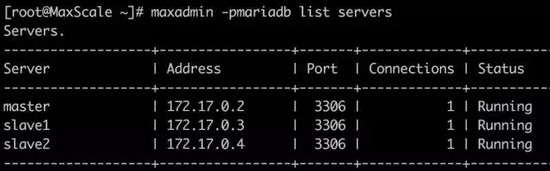 [root@MaxScale ~]# maxadmin -pmariadb list servers
Servers.
-------------------+-----------------+-------+-------------+--------------------
Server             | Address         | Port  | Connections | Status
-------------------+-----------------+-------+-------------+--------------------
master             | 172.17.0.2      |  3306 |           1 | Running
slave1             | 172.17.0.3      |  3306 |           1 | Running
slave2             | 172.17.0.4      |  3306 |           1 | Running
-------------------+-----------------+-------+-------------+--------------------